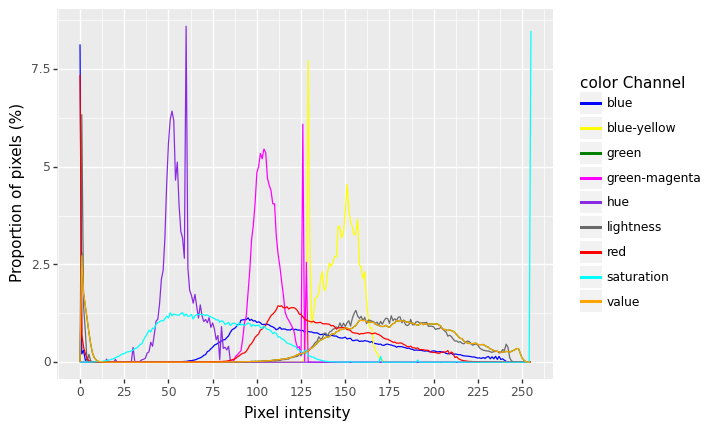 7.5
5
2.5
0
Proportion of pixels (%)
0 25 50 75 100 125 150 175 200 225 250
Pixel intensity
color Channel
blue
blue-yellow
green
green-magenta
hue
lightness
red
saturation
value